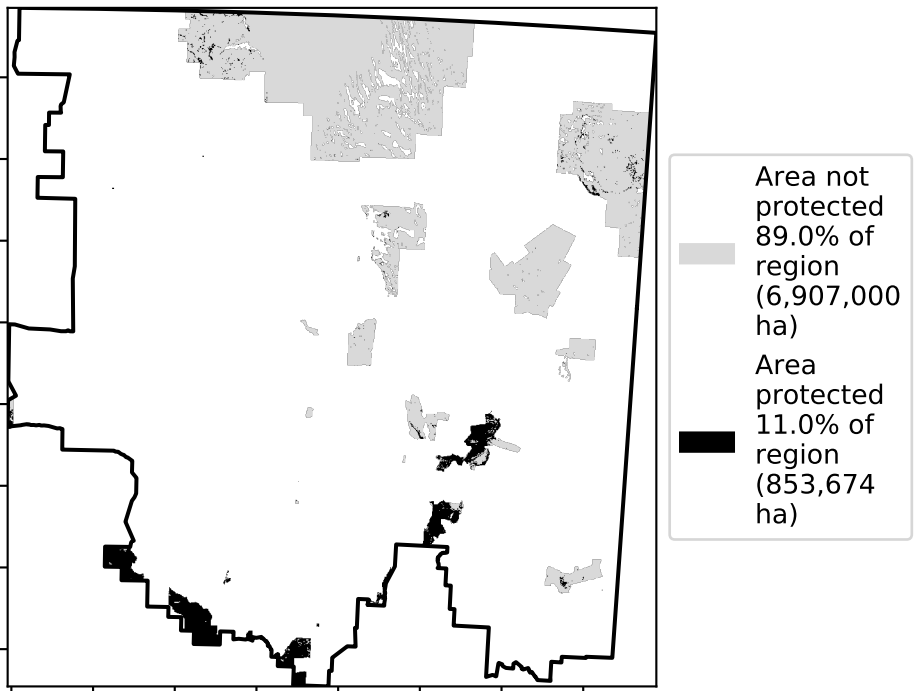 Area not
protected
89.0% of
region
(6,907,000
ha)
Area
protected
11.0% of
region
(853,674
ha)